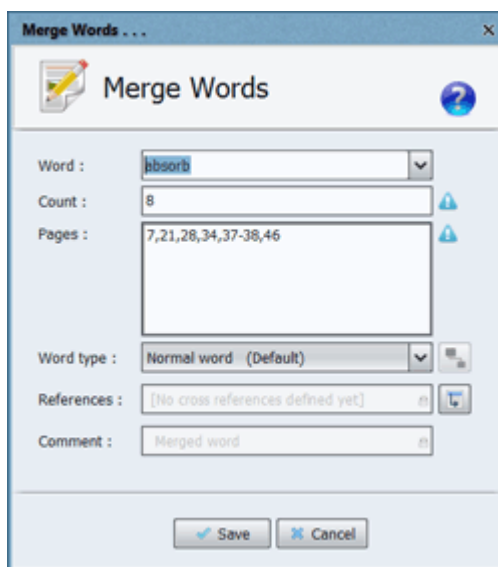 Merge Words . . .
Merge Words
Word :
absorb
Count :
8
Pages :
7,21,28,34,37-38,46
Word type :
Normal word (Default)
References :
[No cross references defined yet]
Comment :
Merged word
Save
Cancel